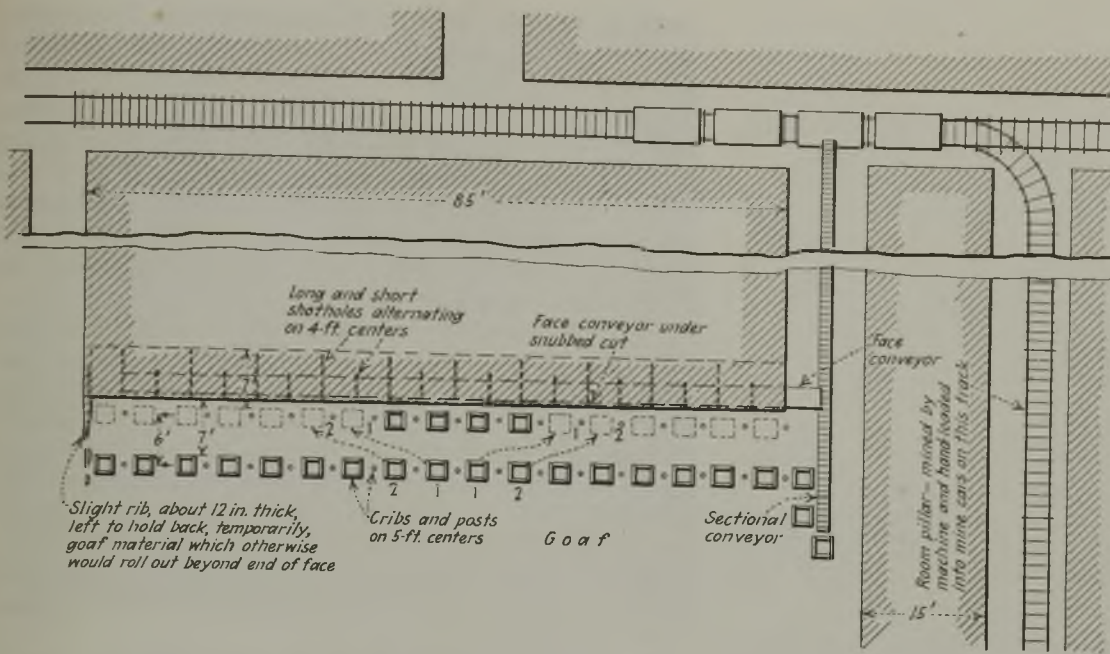 85'
Long and short
shotholes alternating
on 4-ft. centers
Face conveyor under
snubbed cut
Face
conveyor
7'
2
1
1
2
6'
7'
2
1
1
2
Slight rib, about 12 in. thick,
left to hold back, temporarily,
goaf material which otherwise
would roll out beyond end of face
Cribs and posts
on 5-ft. centers
Goaf
Sectional
conveyor
Room pillar - mined by
machine and hand-loaded
into mine cars on this track
15'